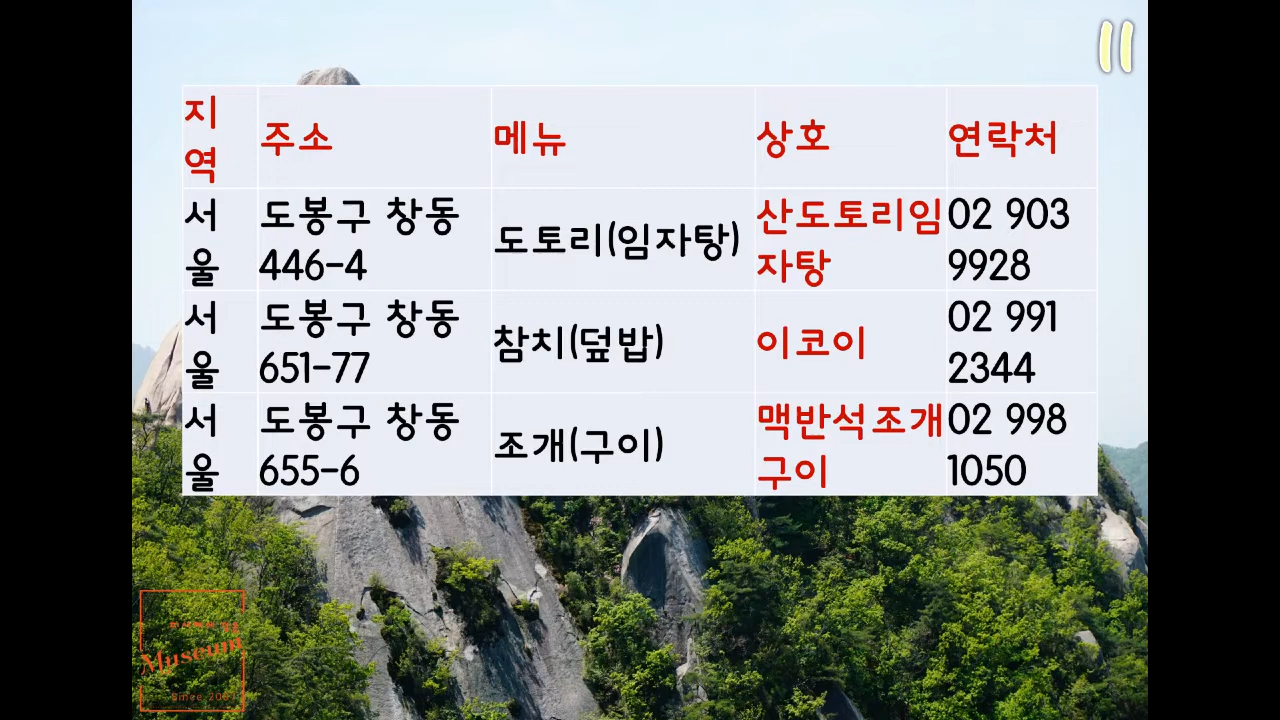 지역 주소 메뉴 상호 연락처
서울 도봉구 창동 446-4 도토리(임자탕) 산도토리임자탕 02 903 9928
서울 도봉구 창동 651-77 참치(덮밥) 이코이 02 991 2344
서울 도봉구 창동 655-6 조개(구이) 맥반석조개구이 02 998 1050
Museum
Since 200